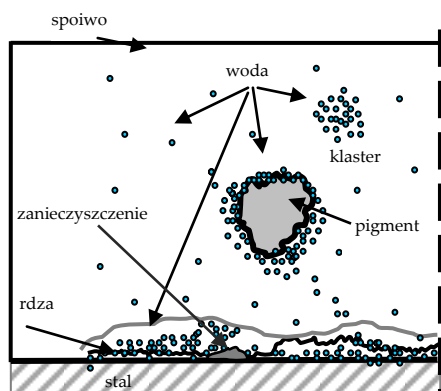 spoiwo
woda
klaster
zanieczyszczenie
pigment
rdza
stal